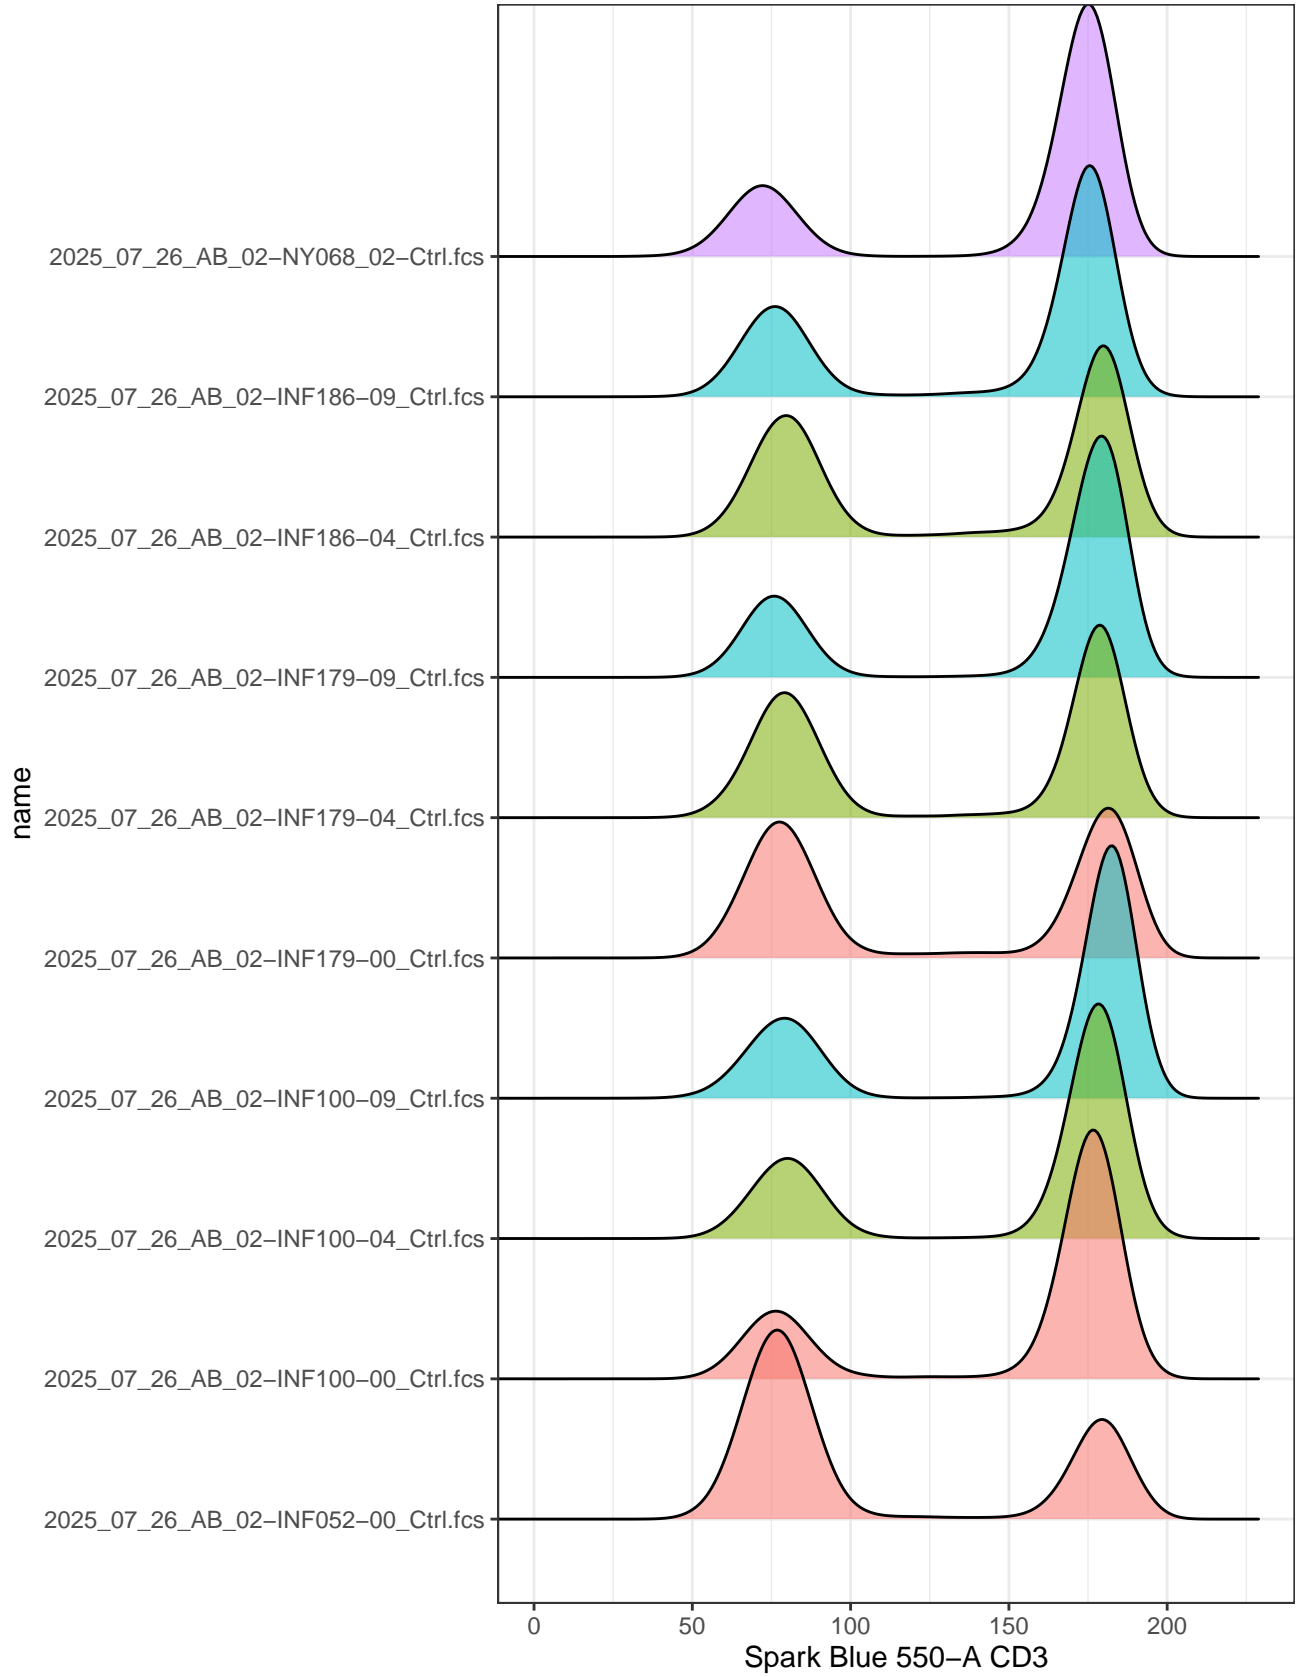 name
2025_07_26_AB_02−NY068_02−Ctrl.fcs
2025_07_26_AB_02−INF186−09_Ctrl.fcs
2025_07_26_AB_02−INF186−04_Ctrl.fcs
2025_07_26_AB_02−INF179−09_Ctrl.fcs
2025_07_26_AB_02−INF179−04_Ctrl.fcs
2025_07_26_AB_02−INF179−00_Ctrl.fcs
2025_07_26_AB_02−INF100−09_Ctrl.fcs
2025_07_26_AB_02−INF100−04_Ctrl.fcs
2025_07_26_AB_02−INF100−00_Ctrl.fcs
2025_07_26_AB_02−INF052−00_Ctrl.fcs
0 50 100 150 200
Spark Blue 550−A CD3